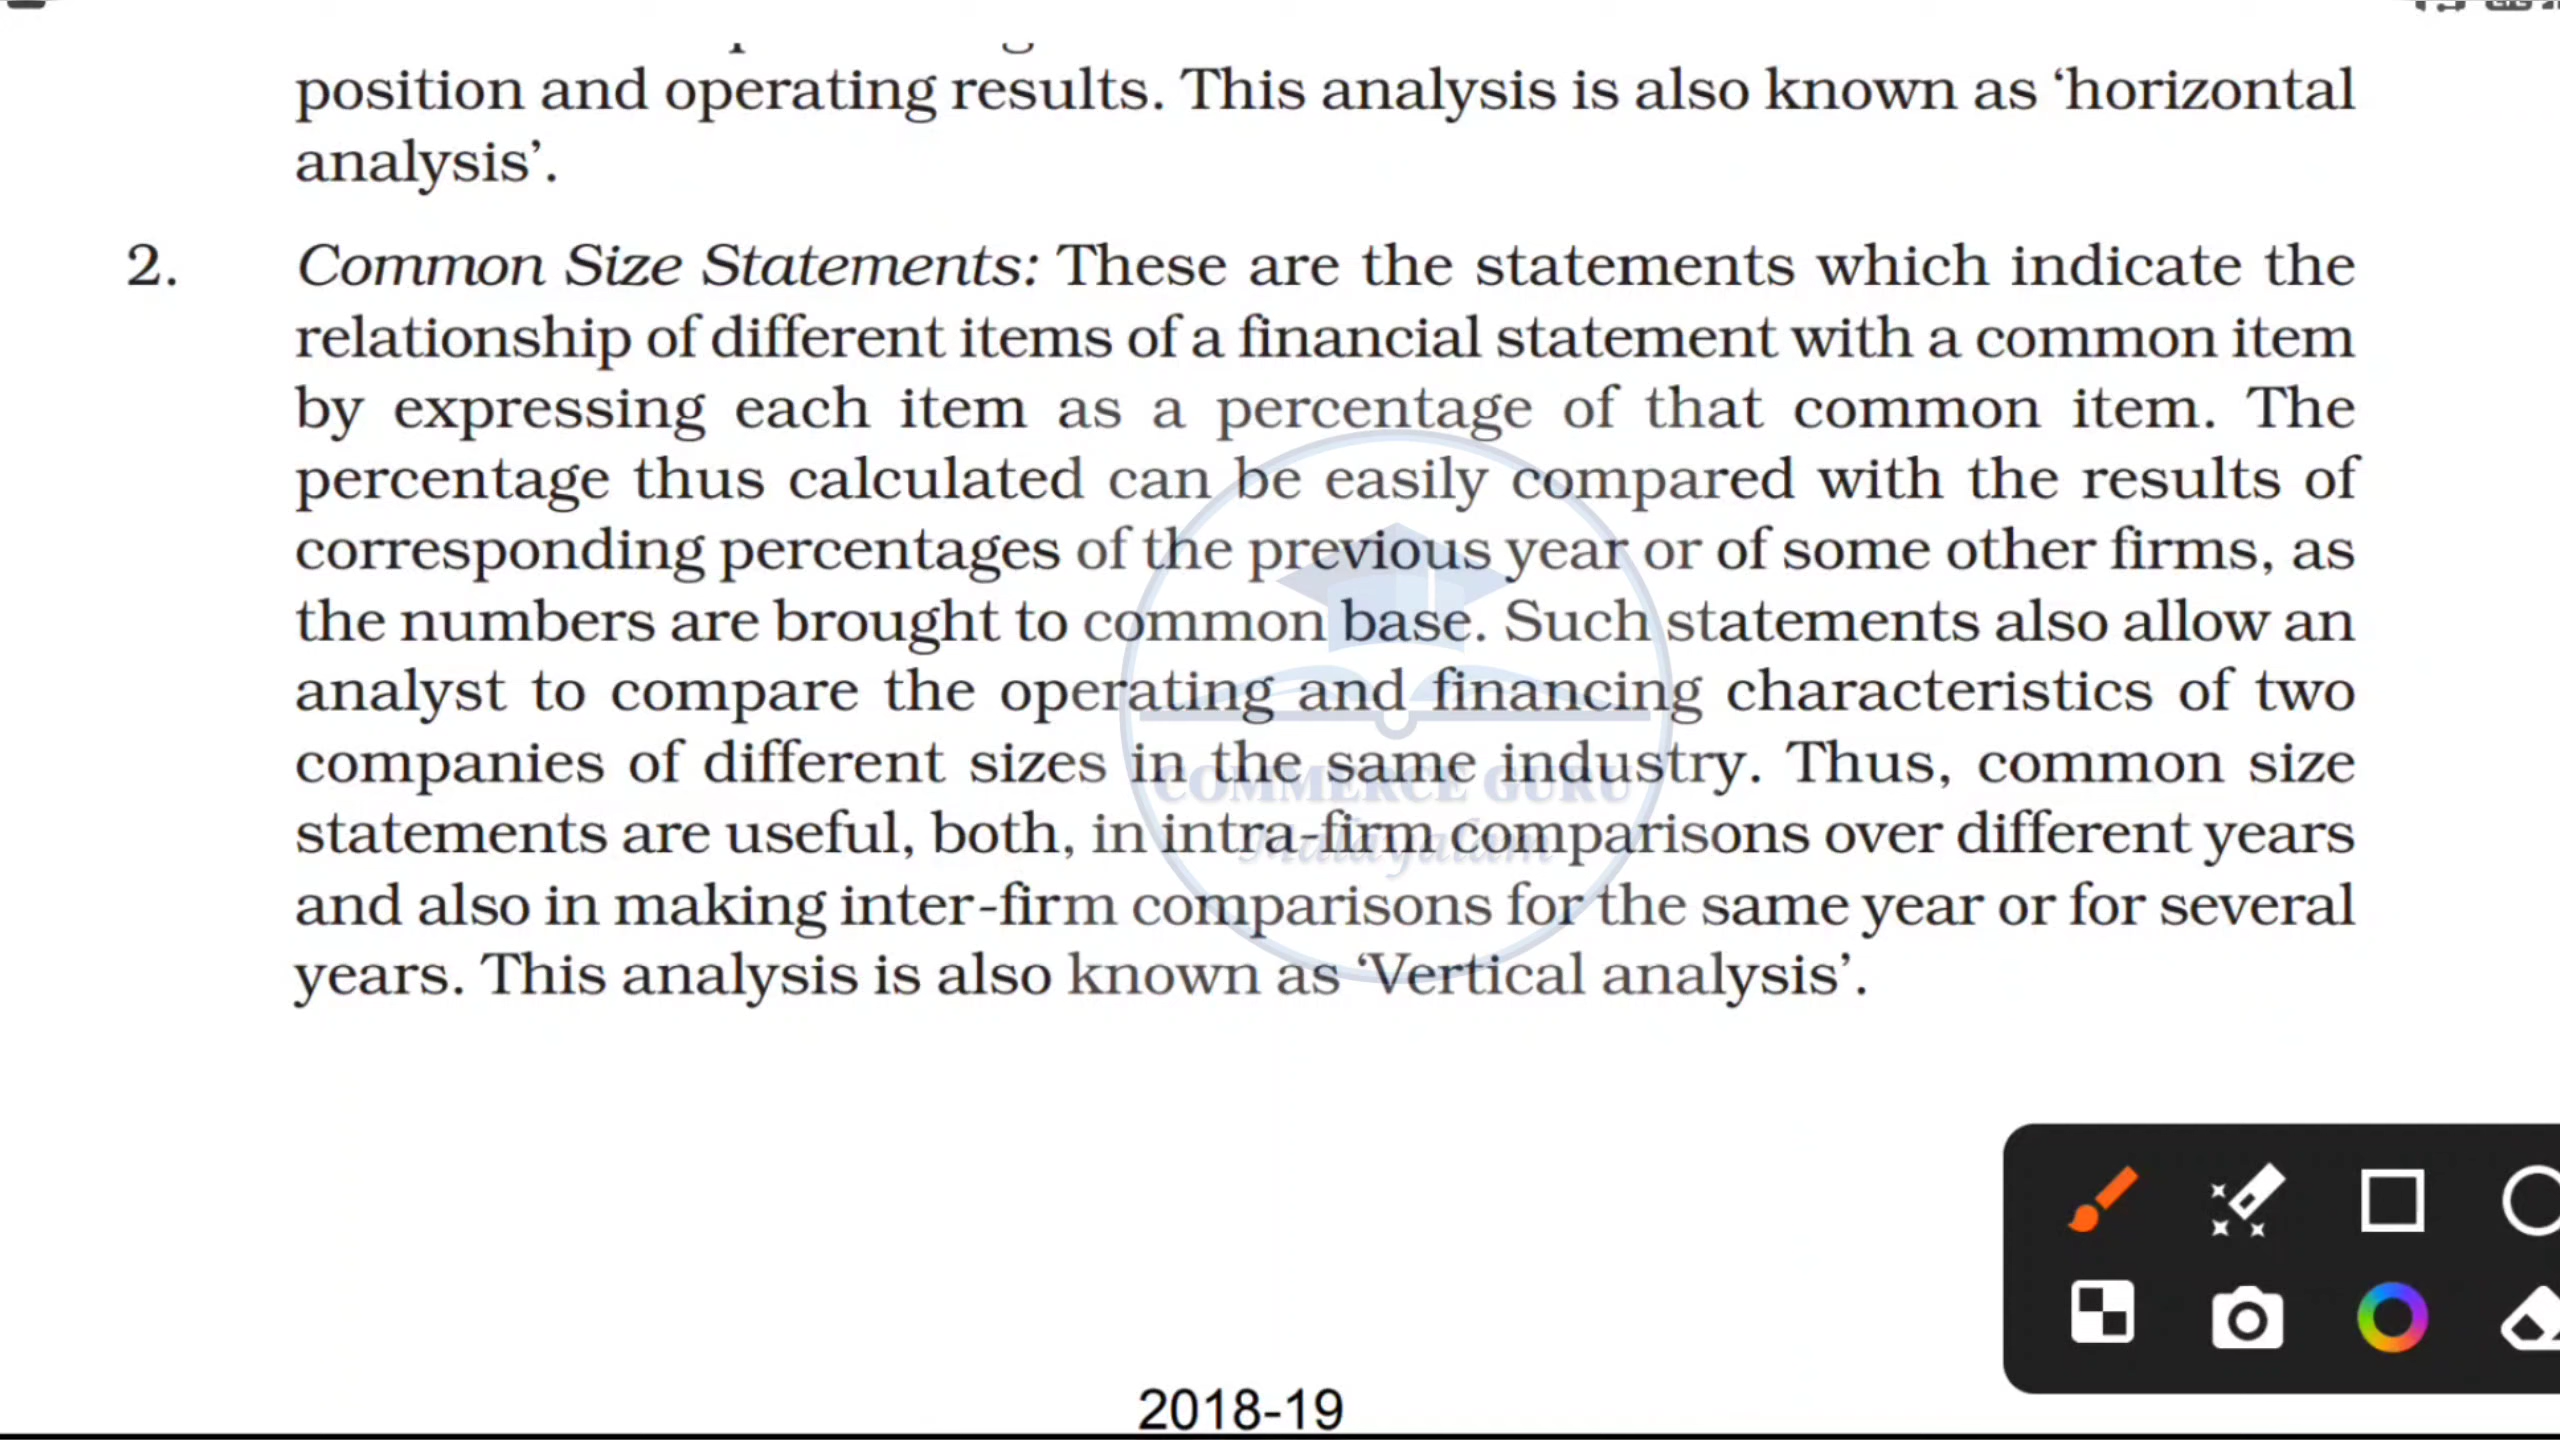 position and operating results. This analysis is also known as ‘horizontal
analysis’.
2. Common Size Statements: These are the statements which indicate the
relationship of different items of a financial statement with a common item
by expressing each item as a percentage of that common item. The
percentage thus calculated can be easily compared with the results of
corresponding percentages of the previous year or of some other firms, as
the numbers are brought to common base. Such statements also allow an
analyst to compare the operating and financing characteristics of two
companies of different sizes in the same industry. Thus, common size
COMMERCE GURU
statements are useful, both, in intra-firm comparisons over different years
Malayalam
and also in making inter-firm comparisons for the same year or for several
years. This analysis is also known as ‘Vertical analysis’.
2018-19